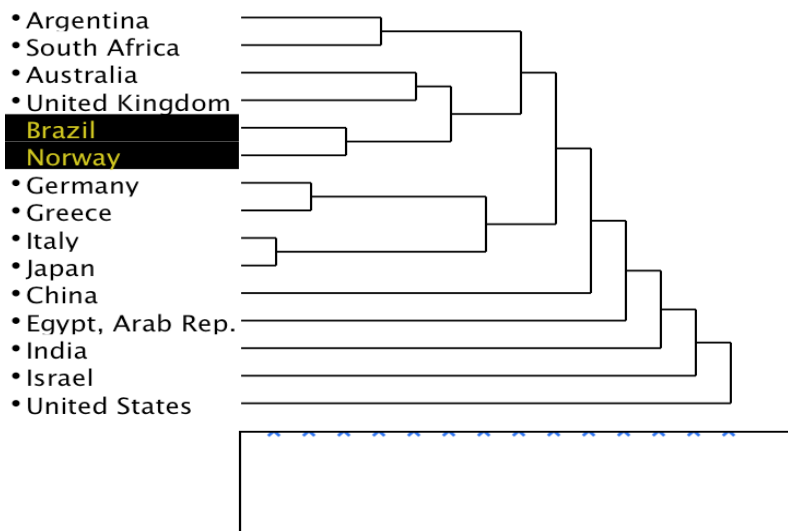 Argentina
South Africa
Australia
United Kingdom
Brazil
Norway
Germany
Greece
Italy
Japan
China
Egypt, Arab Rep.
India
Israel
United States